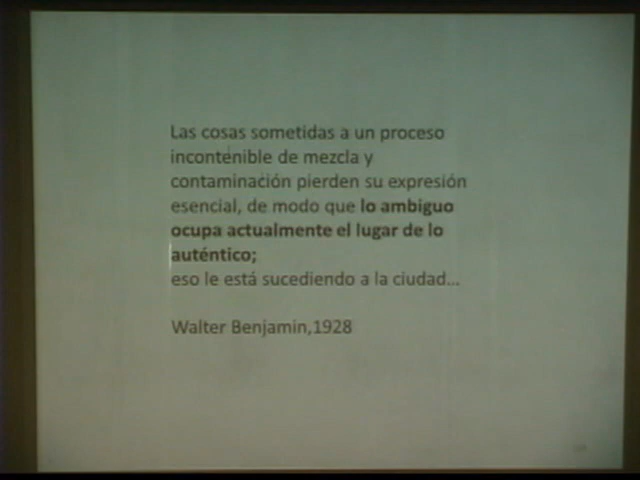 Las cosas sometidas a un proceso
incontenible de mezcla y
contaminación pierden su expresión
esencial, de modo que lo ambiguo
ocupa actualmente el lugar de lo
auténtico;
eso le está sucediendo a la ciudad...
Walter Benjamin,1928